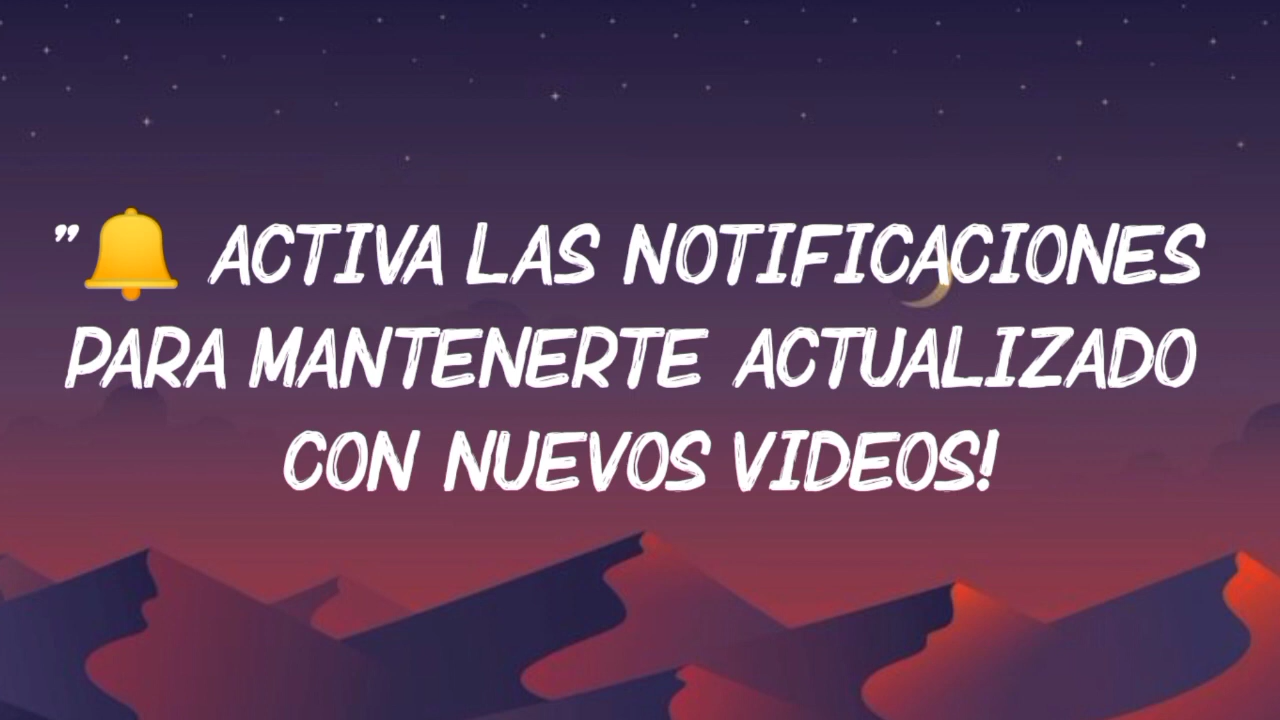 "🔔 ACTIVA LAS NOTIFICACIONES
PARA MANTENERTE ACTUALIZADO
CON NUEVOS VIDEOS!